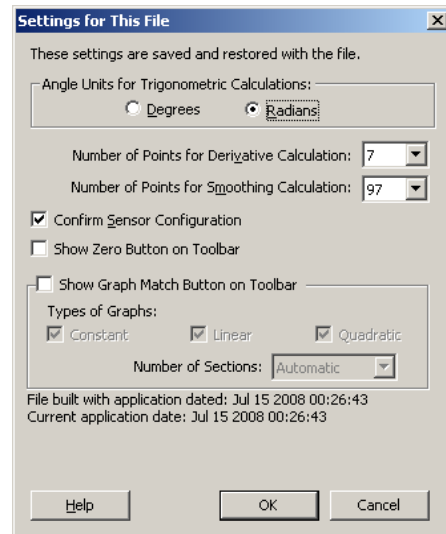 Settings for This File
These settings are saved and restored with the file.
Angle Units for Trigonometric Calculations:
Degrees Radians
Number of Points for Derivative Calculation: 7
Number of Points for Smoothing Calculation: 97
Confirm Sensor Configuration
Show Zero Button on Toolbar
Show Graph Match Button on Toolbar
Types of Graphs:
Constant Linear Quadratic
Number of Sections: Automatic
File built with application dated: Jul 15 2008 00:26:43
Current application date: Jul 15 2008 00:26:43
Help OK Cancel